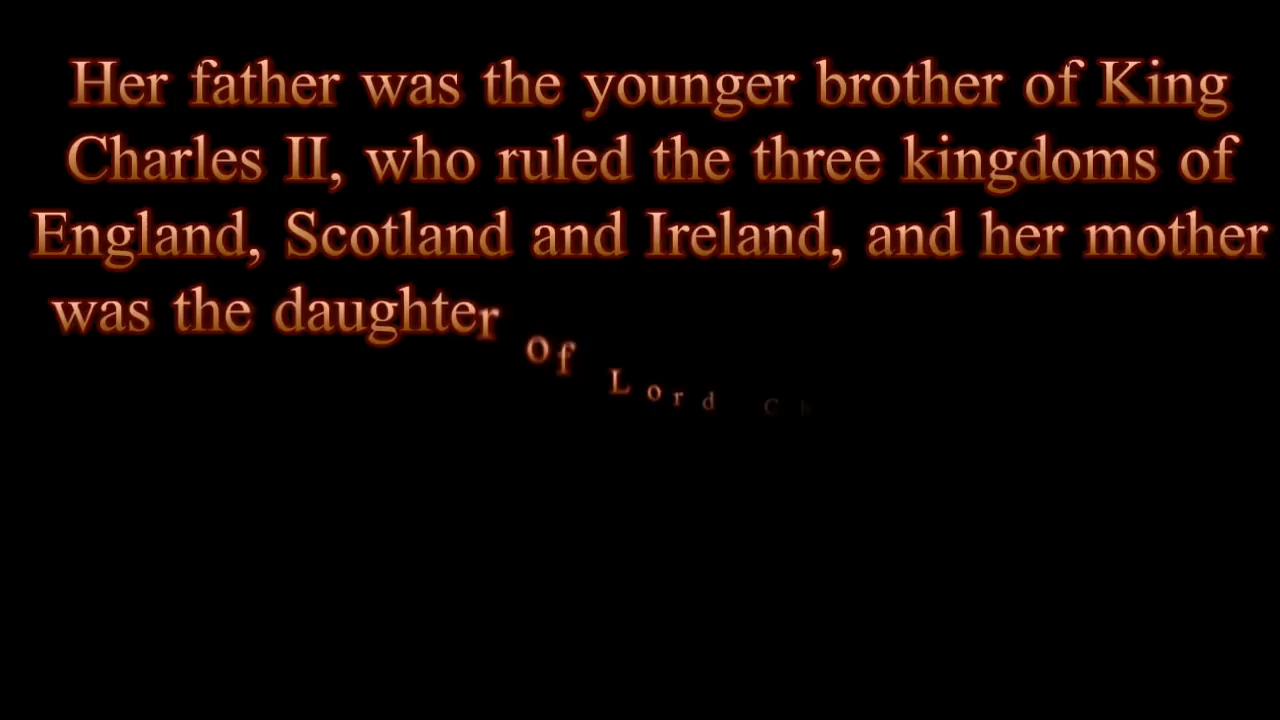 Her father was the younger brother of King
Charles II, who ruled the three kingdoms of
England, Scotland and Ireland, and her mother
was the daughter of Lord